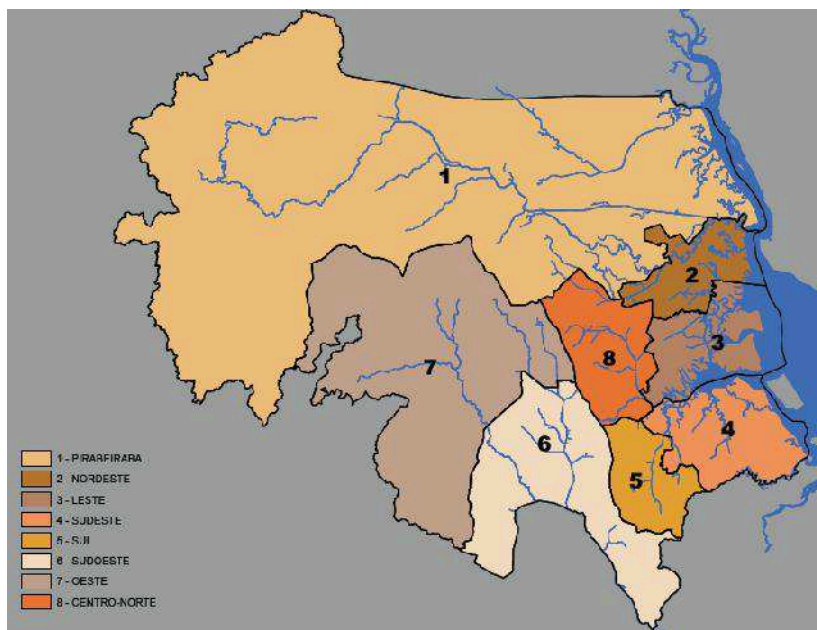 1
2
3
8
7
4
6
5
1 - PIRABEIRABA
2 - NORDESTE
3 - LESTE
4 - SUDESTE
5 - SUL
6 - SUDOESTE
7 - OESTE
8 - CENTRO-NORTE